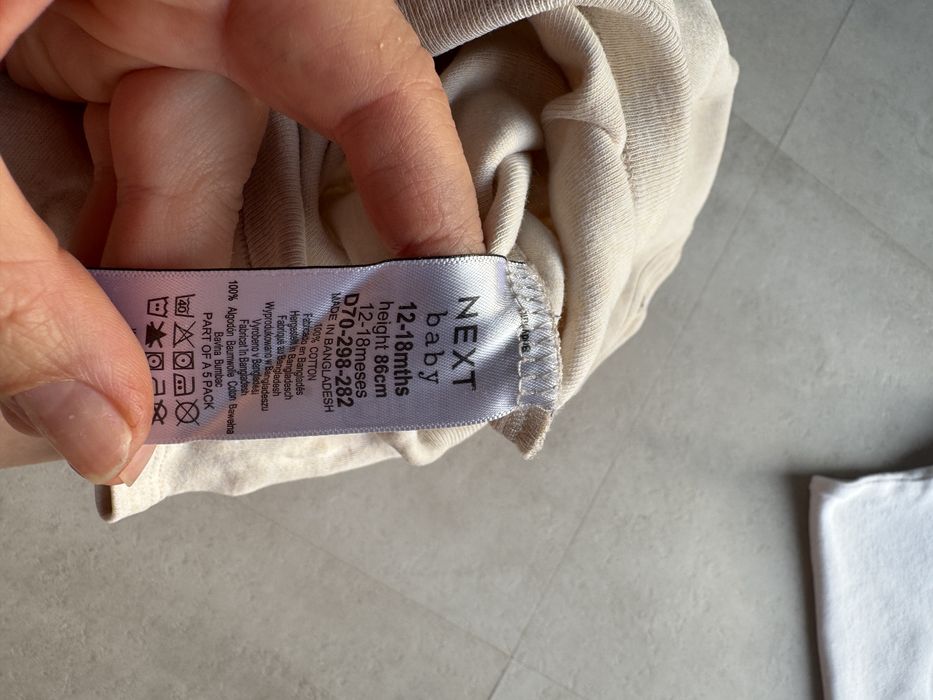 NEXT
baby
12-18mths
height 86cm
12-18meses
D70-298-282
MADE IN BANGLADESH
100% COTTON
Fabricado en Bangladés
Hergestellt in Bangladesch
Fabriqué au Bangladesh
Wyprodukowano w Bangladeszu
Vyrobeno v Bangladéši
Fabricat în Bangladesh
PART OF A 5 PACK
Bavlna Bumbac
100% Algodón Baumwolle Coton Bawełna
40